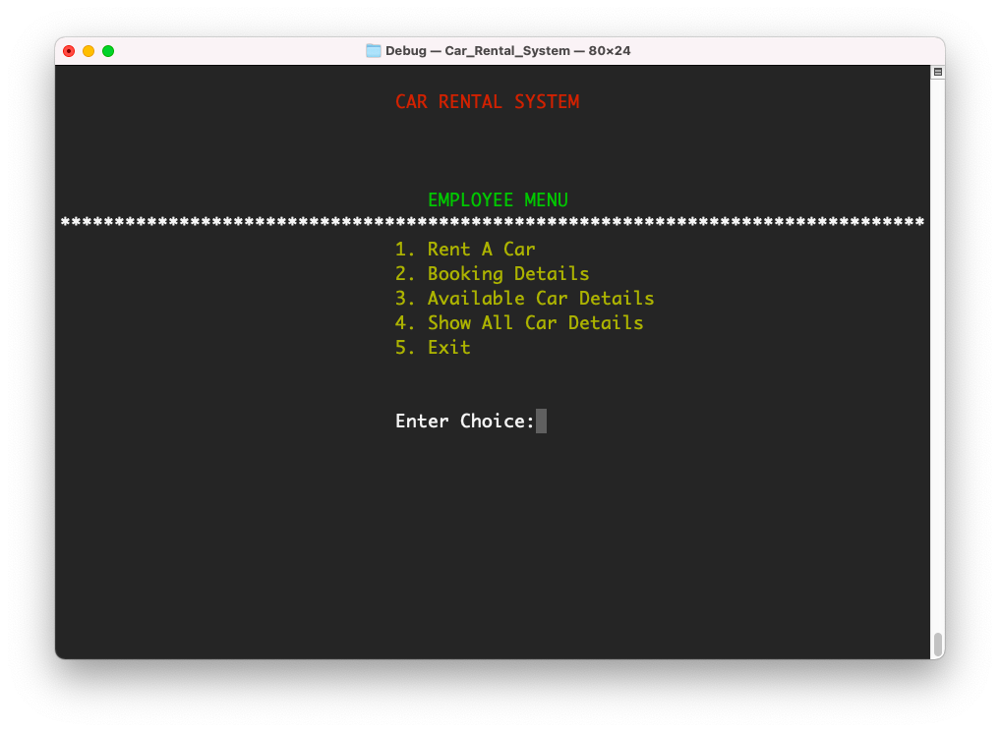 Debug — Car_Rental_System — 80×24
CAR RENTAL SYSTEM
EMPLOYEE MENU
********************************************************************************
1. Rent A Car
2. Booking Details
3. Available Car Details
4. Show All Car Details
5. Exit
Enter Choice: